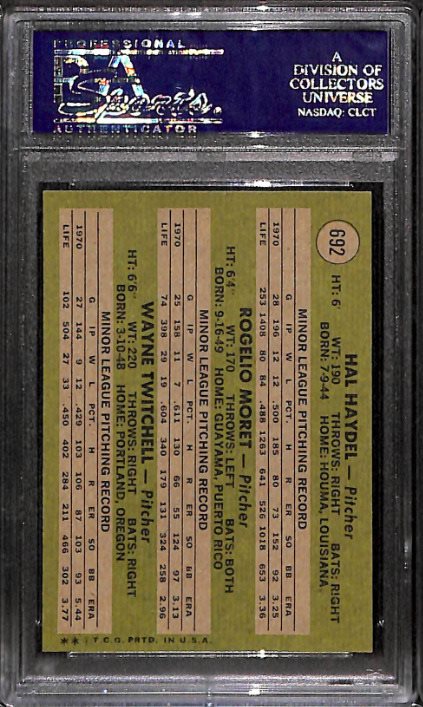 PROFESSIONAL
PSA
Sports
AUTHENTICATOR
A
DIVISION OF
COLLECTORS
UNIVERSE
NASDAQ: CLCT
692
HAL HAYDEL — Pitcher
HT: 6' WT: 190 THROWS: RIGHT BATS: RIGHT
BORN: 7-9-44 HOME: HOUMA, LOUISIANA
MINOR LEAGUE PITCHING RECORD
G IP W L PCT. H R ER SO BB ERA
1970 28 196 12 12 .500 185 80 73 152 92 3.25
LIFE 253 1408 80 84 .488 1283 641 526 1018 653 3.36
ROGELIO MORET — Pitcher
HT: 6'4" WT: 170 THROWS: LEFT BATS: BOTH
BORN: 9-16-49 HOME: GUAYAMA, PUERTO RICO
MINOR LEAGUE PITCHING RECORD
G IP W L PCT. H R ER SO BB ERA
1970 25 158 11 7 .611 130 66 55 124 97 3.13
LIFE 74 398 29 19 .604 340 179 131 324 258 2.96
WAYNE TWITCHELL — Pitcher
HT: 6'6" WT: 220 THROWS: RIGHT BATS: RIGHT
BORN: 3-10-48 HOME: PORTLAND, OREGON
MINOR LEAGUE PITCHING RECORD
G IP W L PCT. H R ER SO BB ERA
1970 27 144 9 12 .429 103 106 87 103 93 5.44
LIFE 102 504 27 33 .450 402 284 211 466 302 3.77
** T.C.G. PRTD. IN U.S.A.